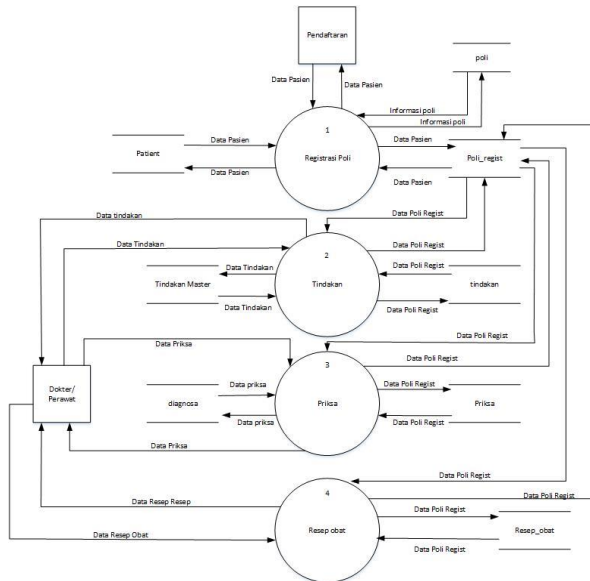 Pendaftaran
poli
Data Pasien
Data Pasien
Informasi poli
Informasi poli
1
Registrasi Poli
Patient
Data Pasien
Data Pasien
Data Pasien
Data Pasien
Poli_regist
Data tindakan
Data Poli Regist
Data Tindakan
Data Poli Regist
2
Tindakan
Tindakan Master
Data Tindakan
Data Tindakan
Data Poli Regist
Data Poli Regist
tindakan
Data Poli Regist
Data Priksa
Data Poli Regist
3
Priksa
Dokter/
Perawat
diagnosa
Data priksa
Data priksa
Data Poli Regist
Data Poli Regist
Priksa
Data Priksa
Data Poli Regist
4
Resep obat
Data Resep Resep
Data Poli Regist
Data Poli Regist
Resep_obat
Data Resep Obat
Data Poli Regist